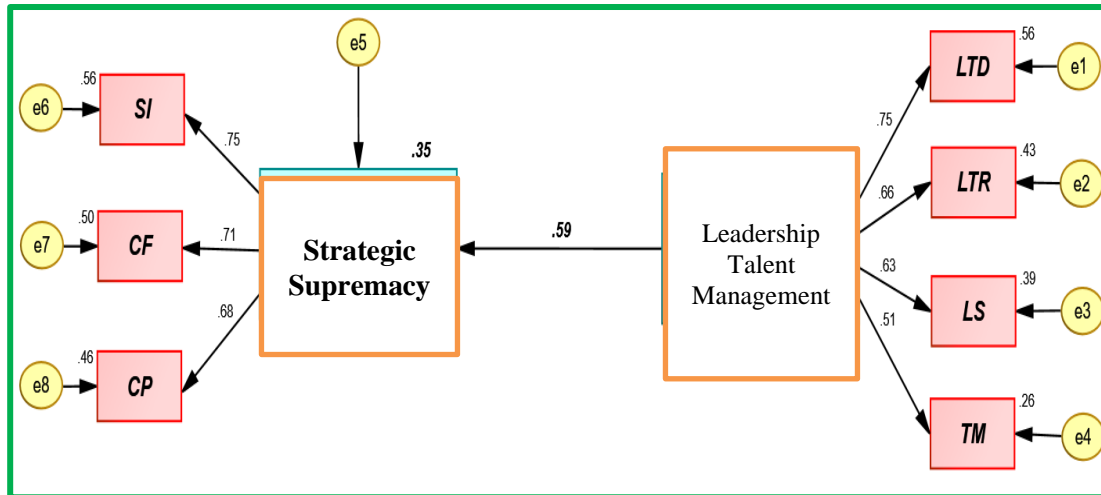 e5
e6
.56
SI
.75
e7
.50
CF
.71
e8
.46
CP
.68
.35
Strategic
Supremacy
.59
Leadership
Talent
Management
.75
.66
.63
.51
.56
LTD
e1
.43
LTR
e2
.39
LS
e3
.26
TM
e4